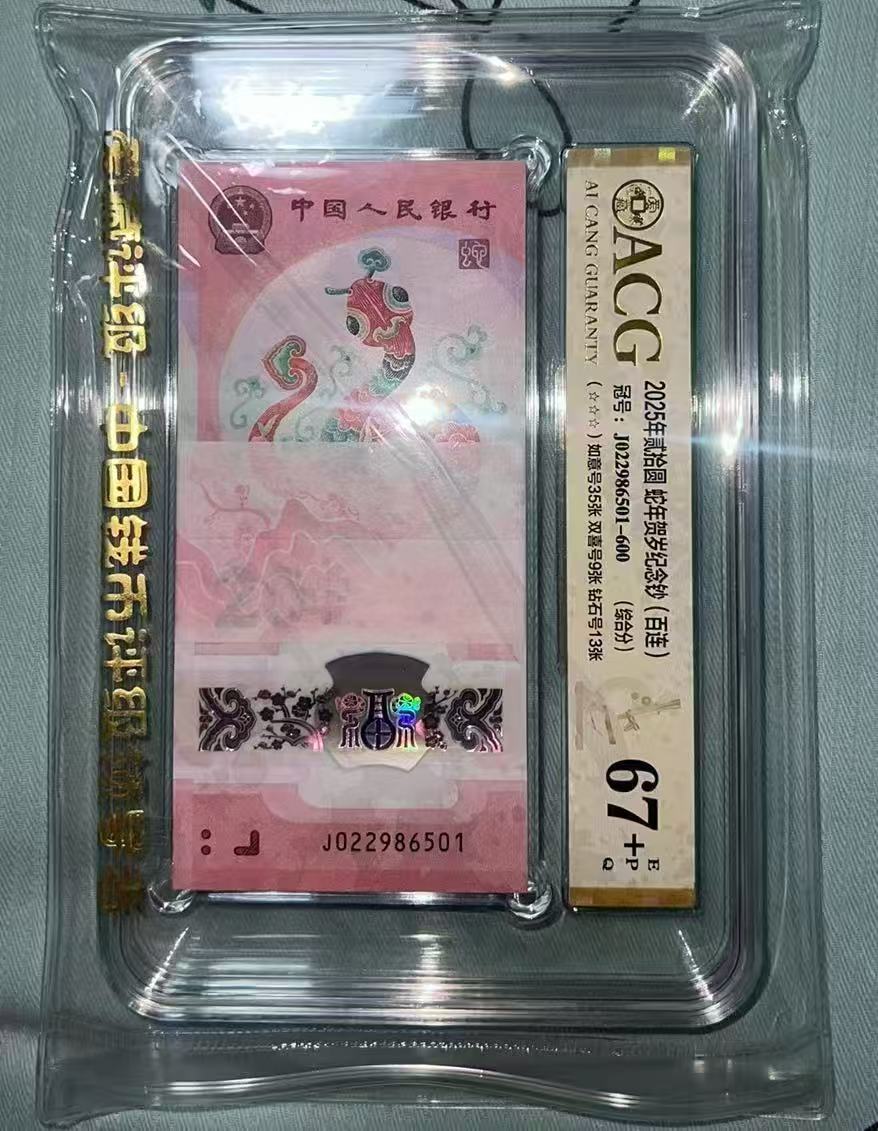 中国人民银行
蛇
J022986501
ACG
AI CANG GUARANTY
2025年贰拾圆 蛇年贺岁纪念钞（百连）
冠号：J022986501-600 （综合分）
（☆☆☆）如意号35张 双喜号9张 钻石号13张
67+
E
P
Q